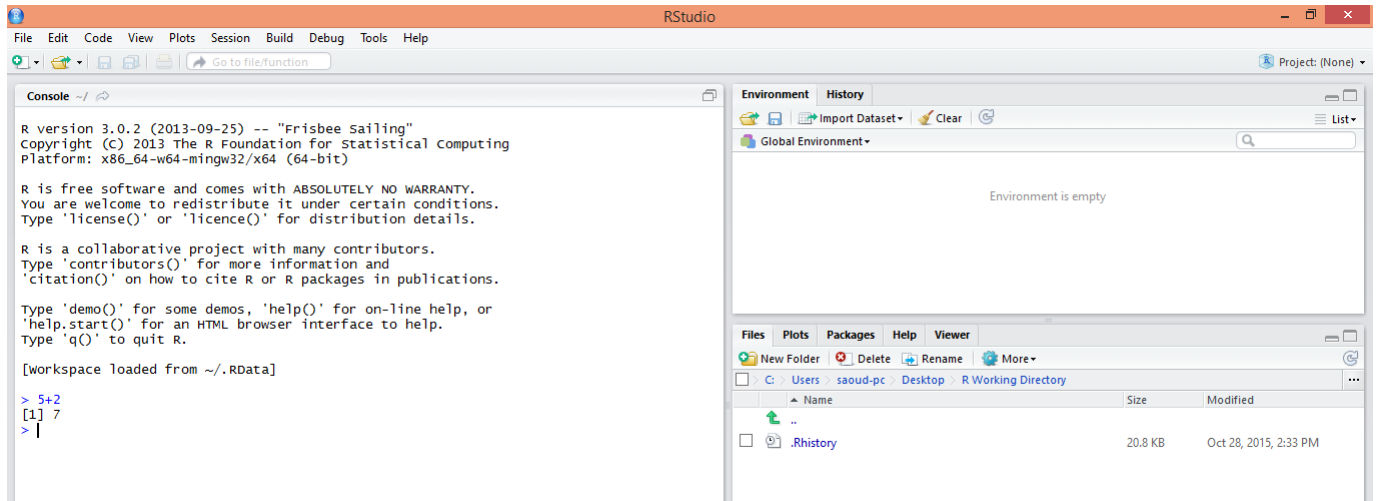 RStudio
File Edit Code View Plots Session Build Debug Tools Help
Go to file/function
Project: (None)
Console ~/
R version 3.0.2 (2013-09-25) -- "Frisbee Sailing"
Copyright (C) 2013 The R Foundation for Statistical Computing
Platform: x86_64-w64-mingw32/x64 (64-bit)
R is free software and comes with ABSOLUTELY NO WARRANTY.
You are welcome to redistribute it under certain conditions.
Type 'license()' or 'licence()' for distribution details.
R is a collaborative project with many contributors.
Type 'contributors()' for more information and
'citation()' on how to cite R or R packages in publications.
Type 'demo()' for some demos, 'help()' for on-line help, or
'help.start()' for an HTML browser interface to help.
Type 'q()' to quit R.
[Workspace loaded from ~/.RData]
> 5+2
[1] 7
>
Environment History
Import Dataset Clear
List
Global Environment
Environment is empty
Files Plots Packages Help Viewer
New Folder Delete Rename More
C: > Users > saoud-pc > Desktop > R Working Directory
...
Name Size Modified
..
.Rhistory 20.8 KB Oct 28, 2015, 2:33 PM